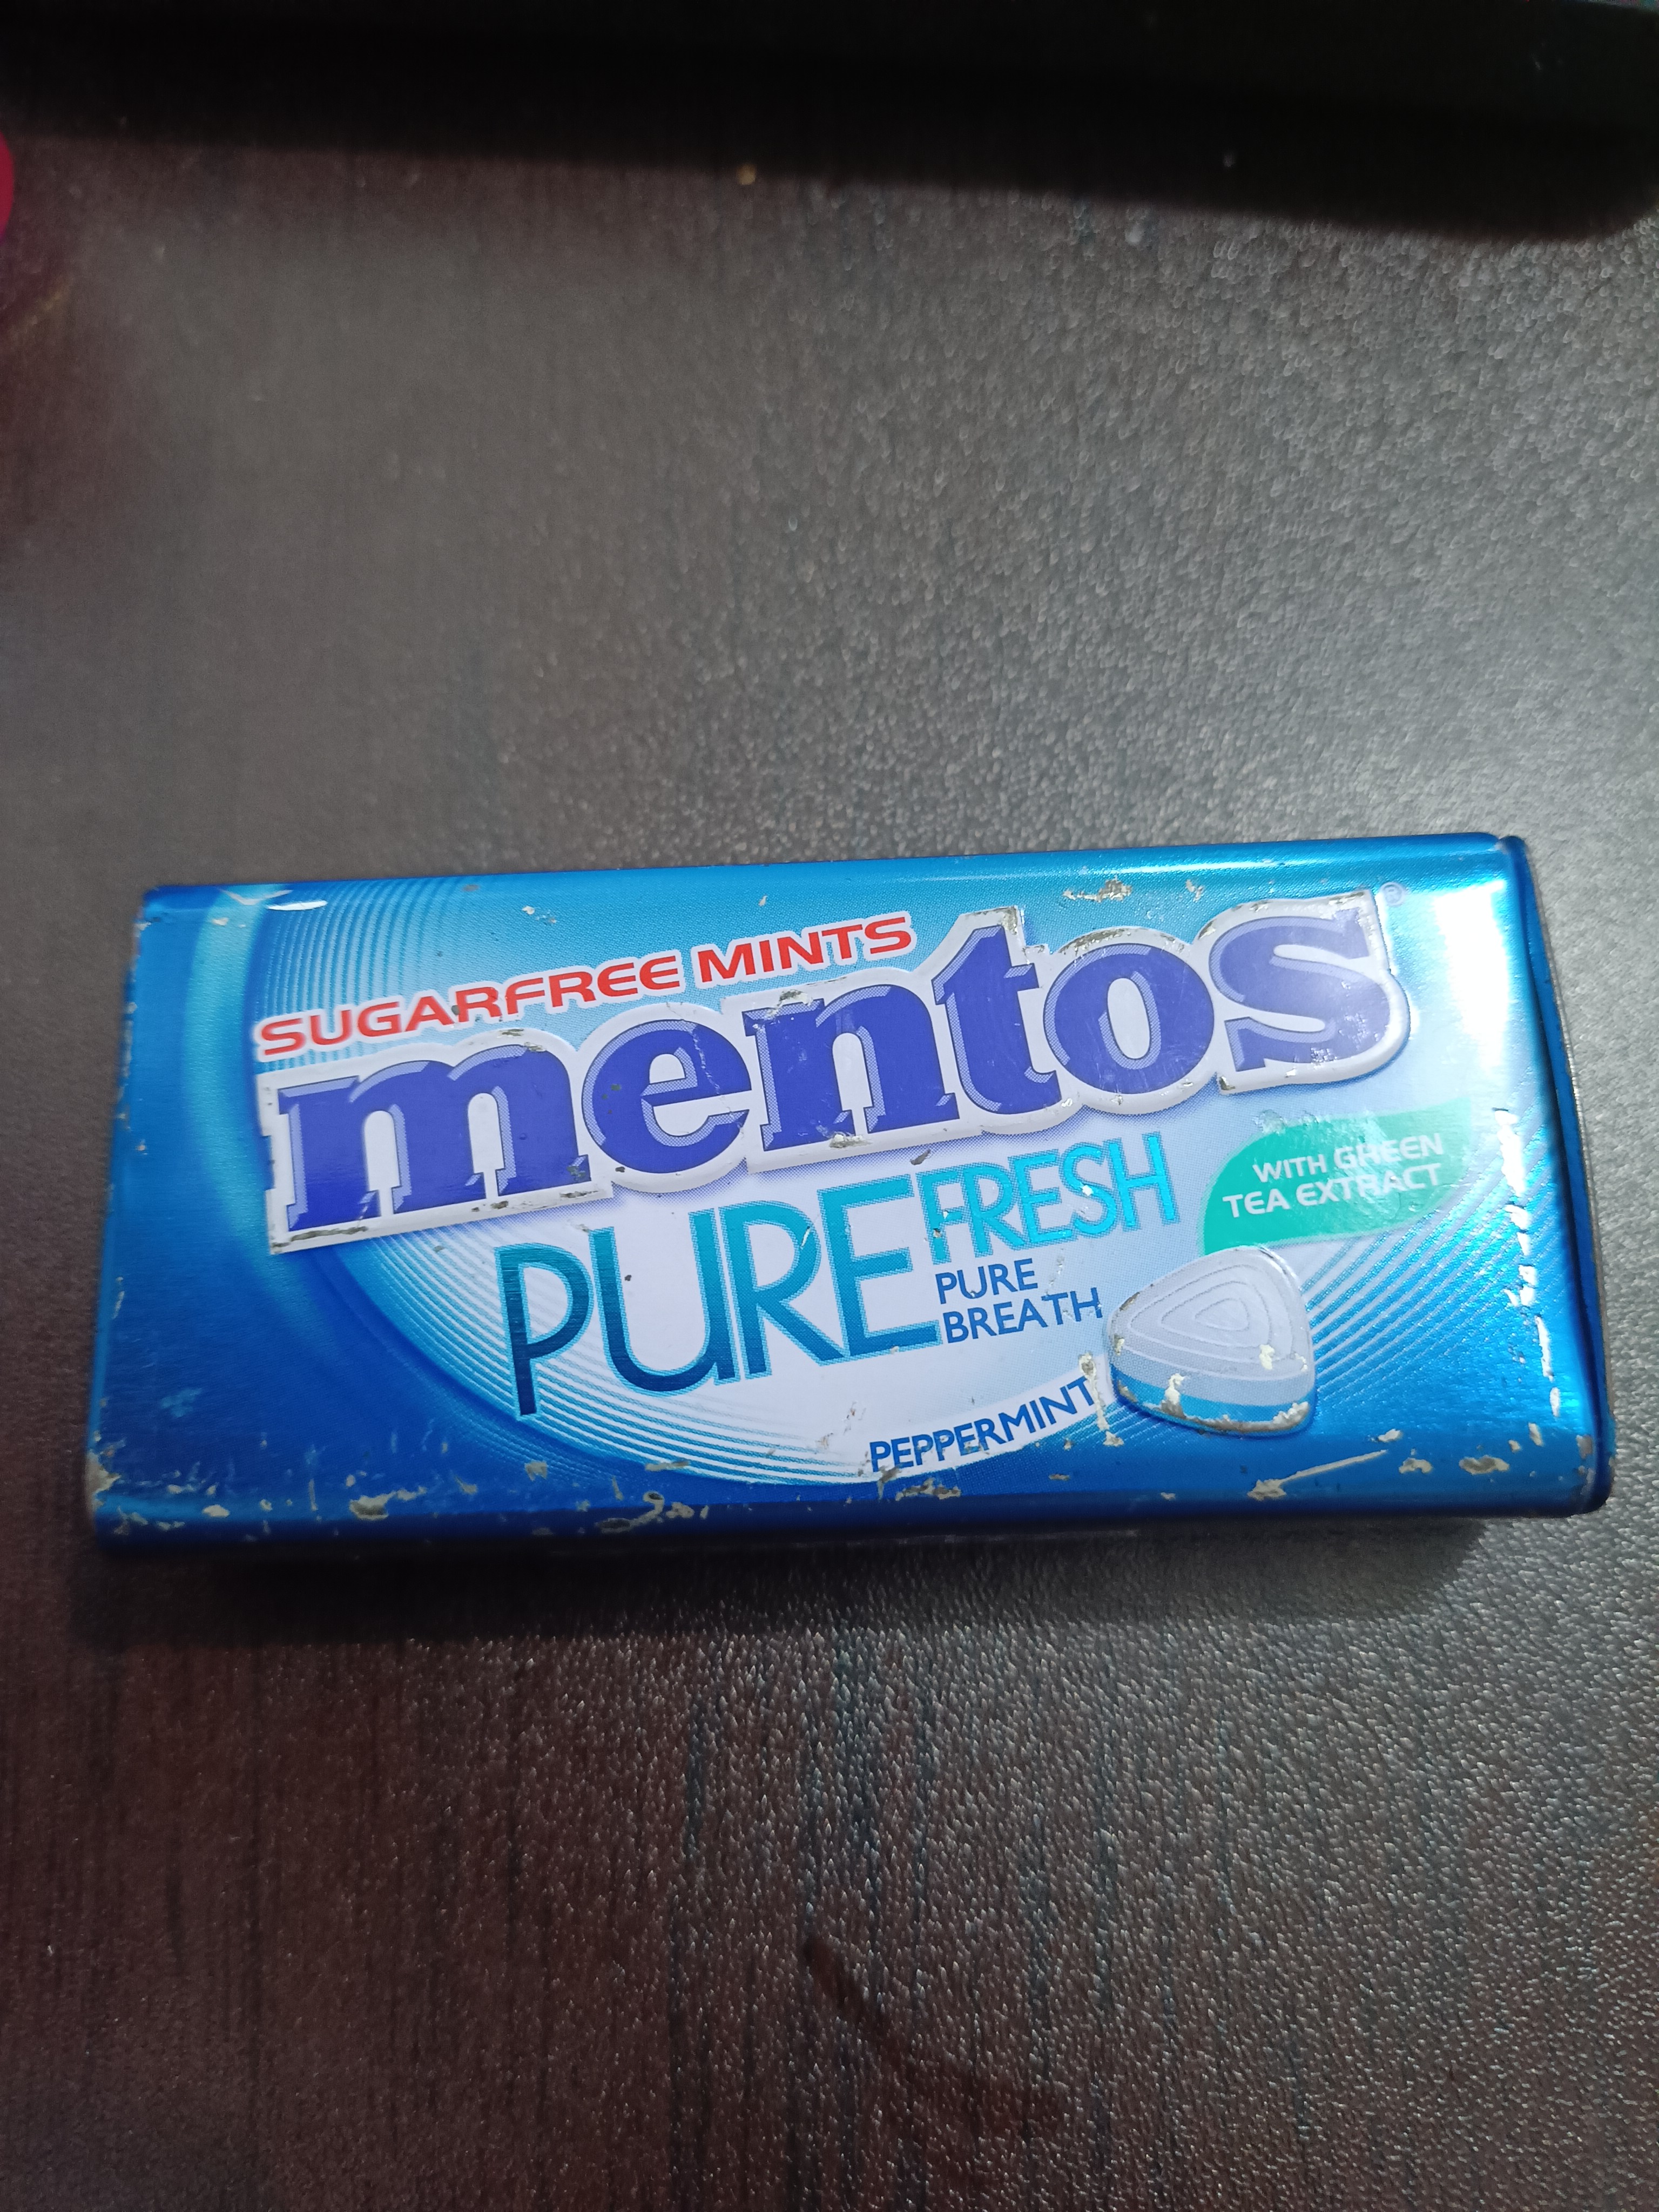 SUGARFREE MINTS
mentos®
PURE FRESH
PURE
BREATH
WITH GREEN
TEA EXTRACT
PEPPERMINT